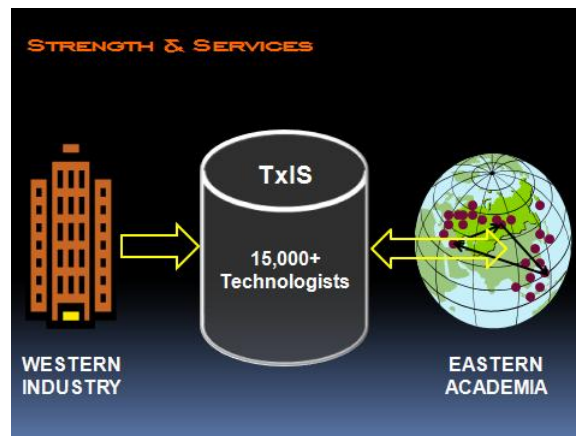 STRENGTH & SERVICES
TxIS
15,000+
Technologists
WESTERN
INDUSTRY
EASTERN
ACADEMIA